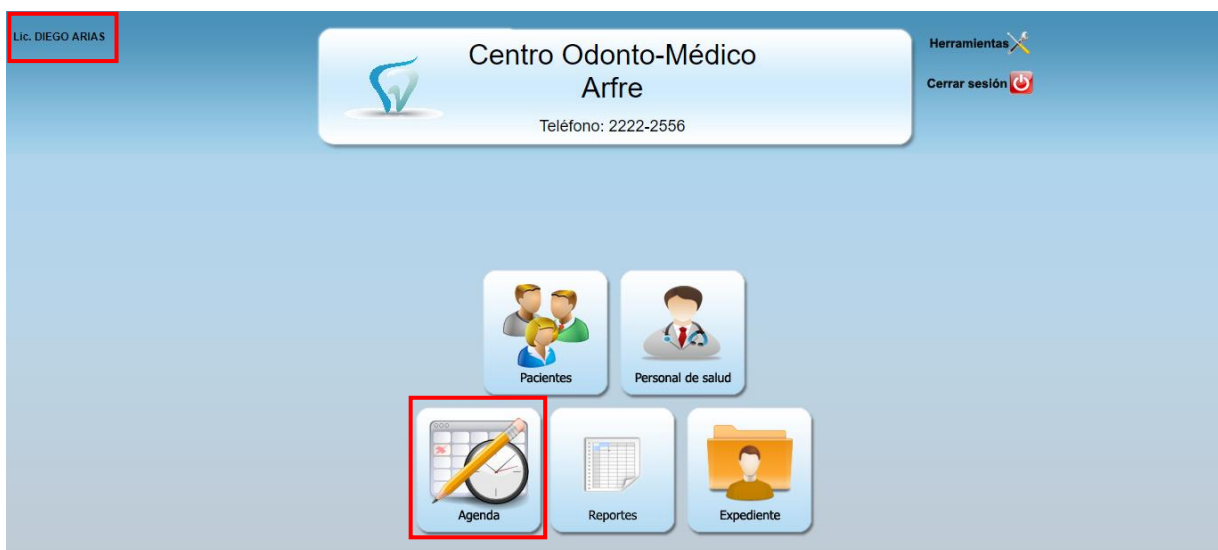 Lic. DIEGO ARIAS
Centro Odonto-Médico
Arfre
Teléfono: 2222-2556
Herramientas
Cerrar sesión
Pacientes
Personal de salud
Agenda
Reportes
Expediente